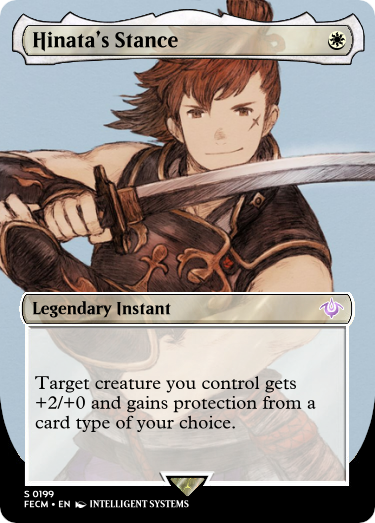 Hinata's Stance
Legendary Instant
Target creature you control gets
+2/+0 and gains protection from a
card type of your choice.
S 0199
FECM • EN INTELLIGENT SYSTEMS